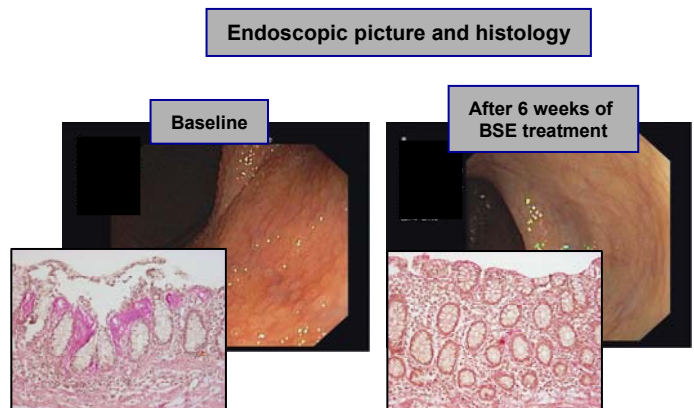 Endoscopic picture and histology
Baseline
After 6 weeks of
BSE treatment